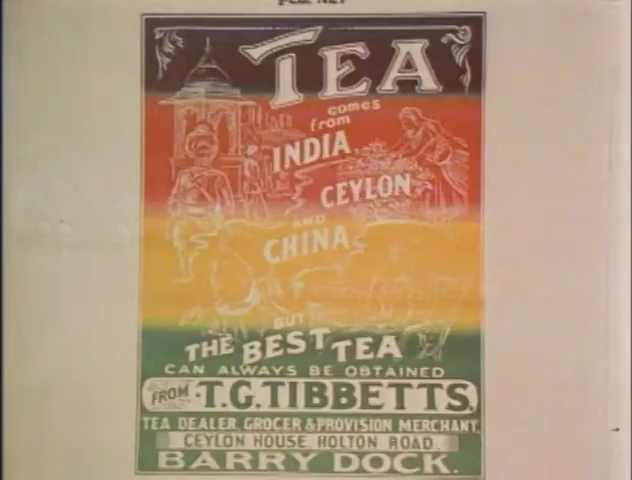 TEA
comes
from
INDIA,
CEYLON
AND
CHINA
BUT
THE BEST TEA
CAN ALWAYS BE OBTAINED
FROM T.G. TIBBETTS,
TEA DEALER, GROCER & PROVISION MERCHANT,
CEYLON HOUSE, HOLTON ROAD,
BARRY DOCK.